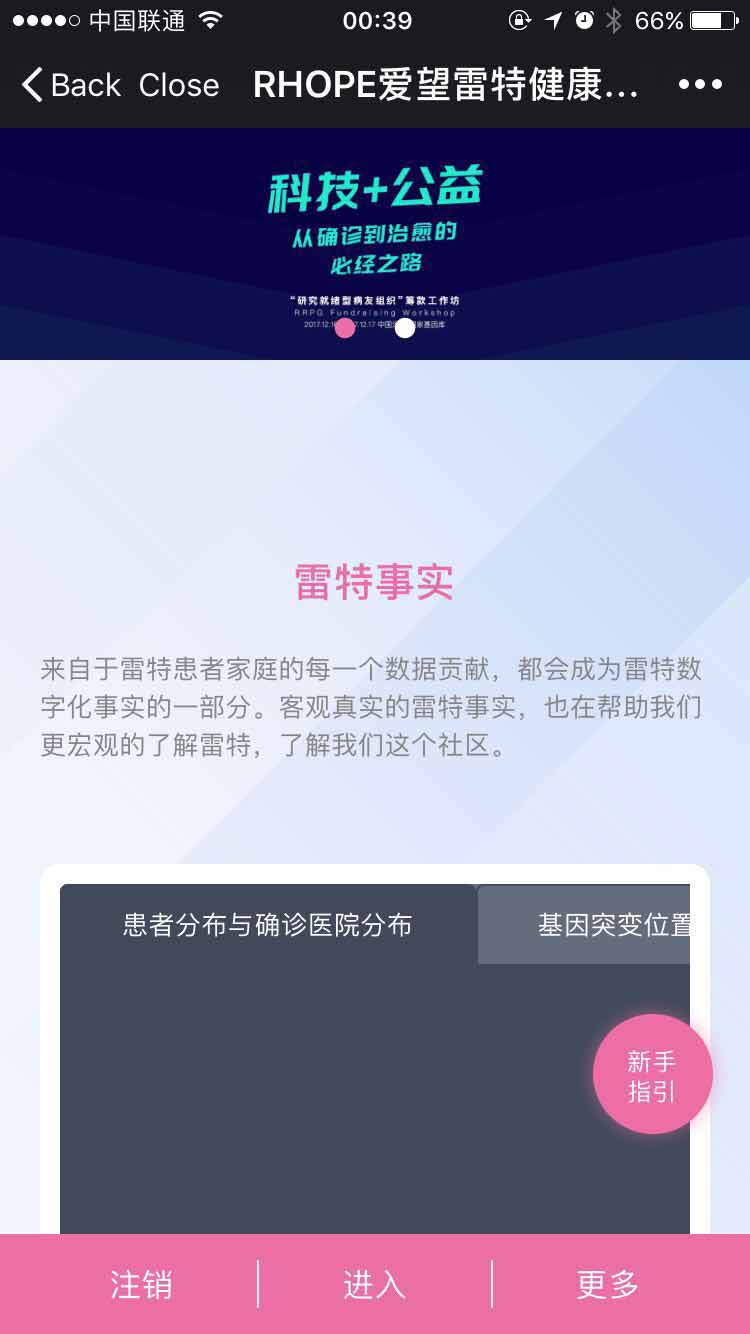 中国联通 00:39 66%
Back Close RHOPE爱望雷特健康...
科技+公益
从确诊到治愈的
必经之路
“研究就绪型病友组织”筹款工作坊
RRPG Fundraising Workshop
2017.12.1 7.12.17 中国 家基因库
雷特事实
来自于雷特患者家庭的每一个数据贡献，都会成为雷特数
字化事实的一部分。客观真实的雷特事实，也在帮助我们
更宏观的了解雷特，了解我们这个社区。
患者分布与确诊医院分布 基因突变位置
新手
指引
注销 进入 更多